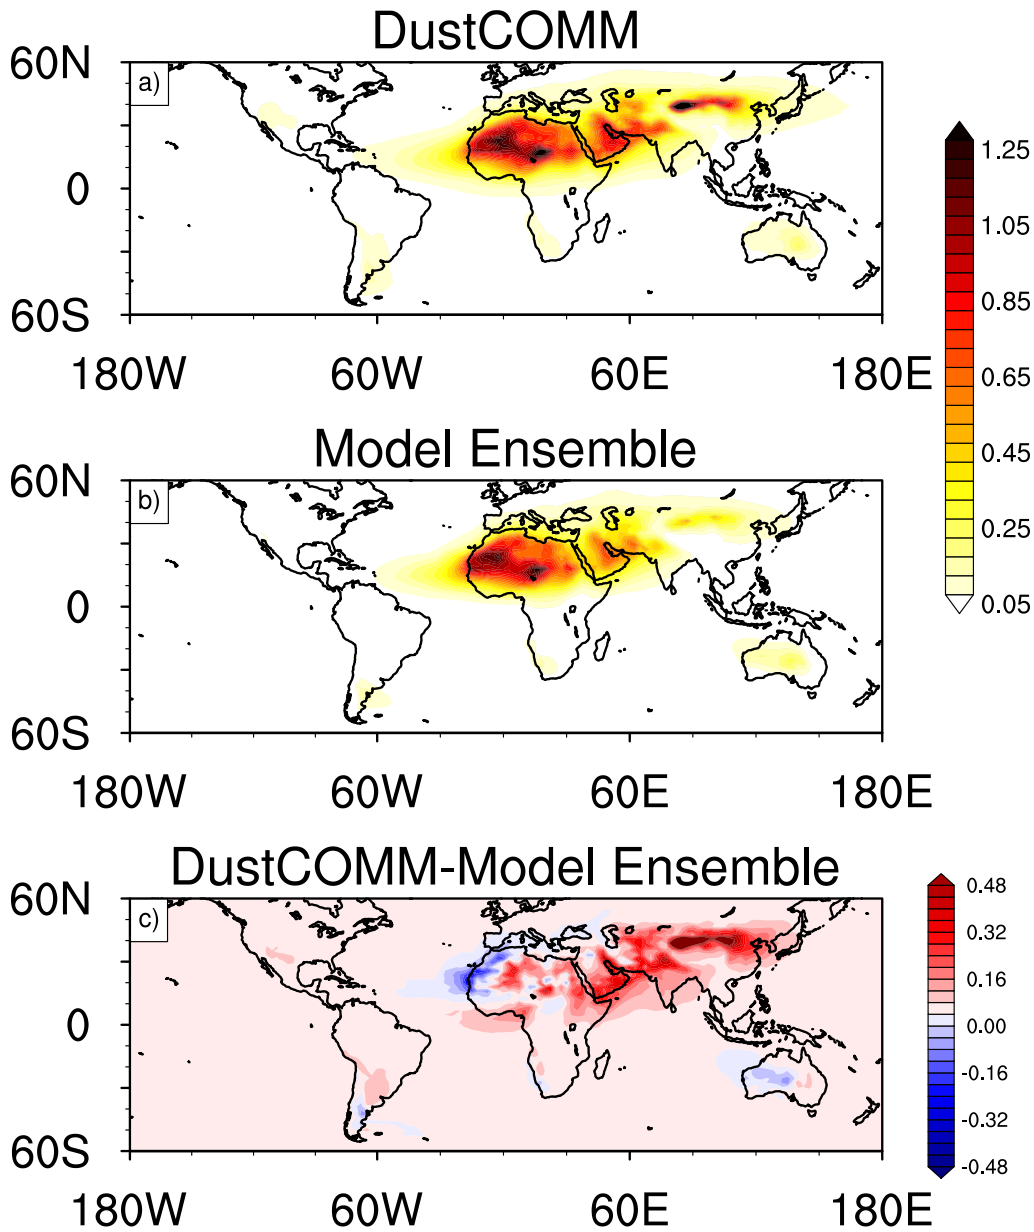 DustCOMM
60N
a)
0
60S
180W 60W 60E 180E
1.25
1.05
0.85
0.65
0.45
0.25
0.05
Model Ensemble
60N
b)
0
60S
180W 60W 60E 180E
DustCOMM-Model Ensemble
60N
c)
0
60S
180W 60W 60E 180E
0.48
0.32
0.16
0.00
-0.16
-0.32
-0.48